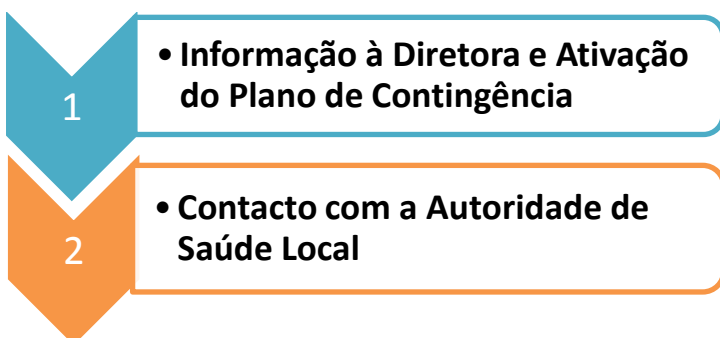 1
• Informação à Diretora e Ativação
do Plano de Contingência
2
• Contacto com a Autoridade de
Saúde Local